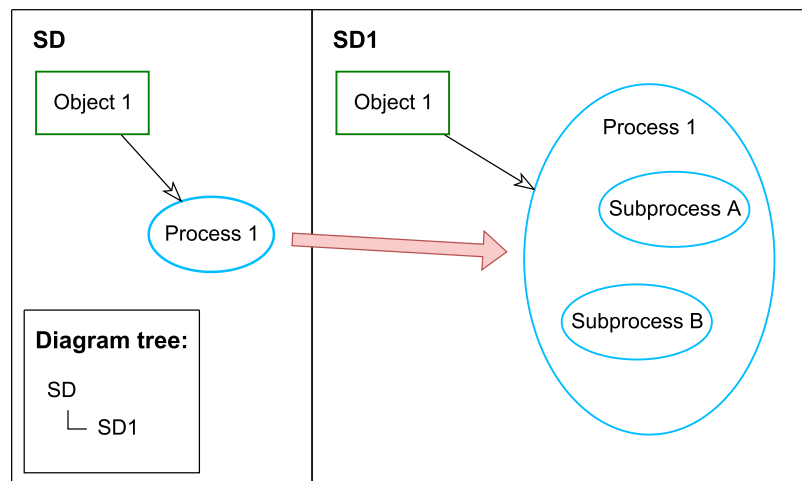 SD
Object 1
Process 1
Diagram tree:
SD
SD1
SD1
Object 1
Process 1
Subprocess A
Subprocess B